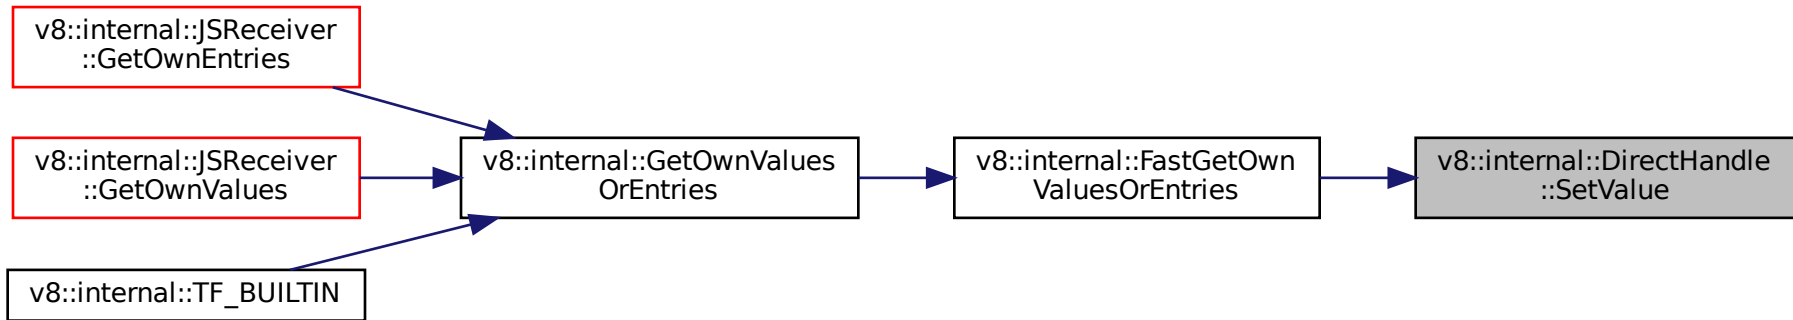 v8::internal::JSReceiver
::GetOwnEntries
v8::internal::JSReceiver
::GetOwnValues
v8::internal::TF_BUILTIN
v8::internal::GetOwnValues
OrEntries
v8::internal::FastGetOwn
ValuesOrEntries
v8::internal::DirectHandle
::SetValue